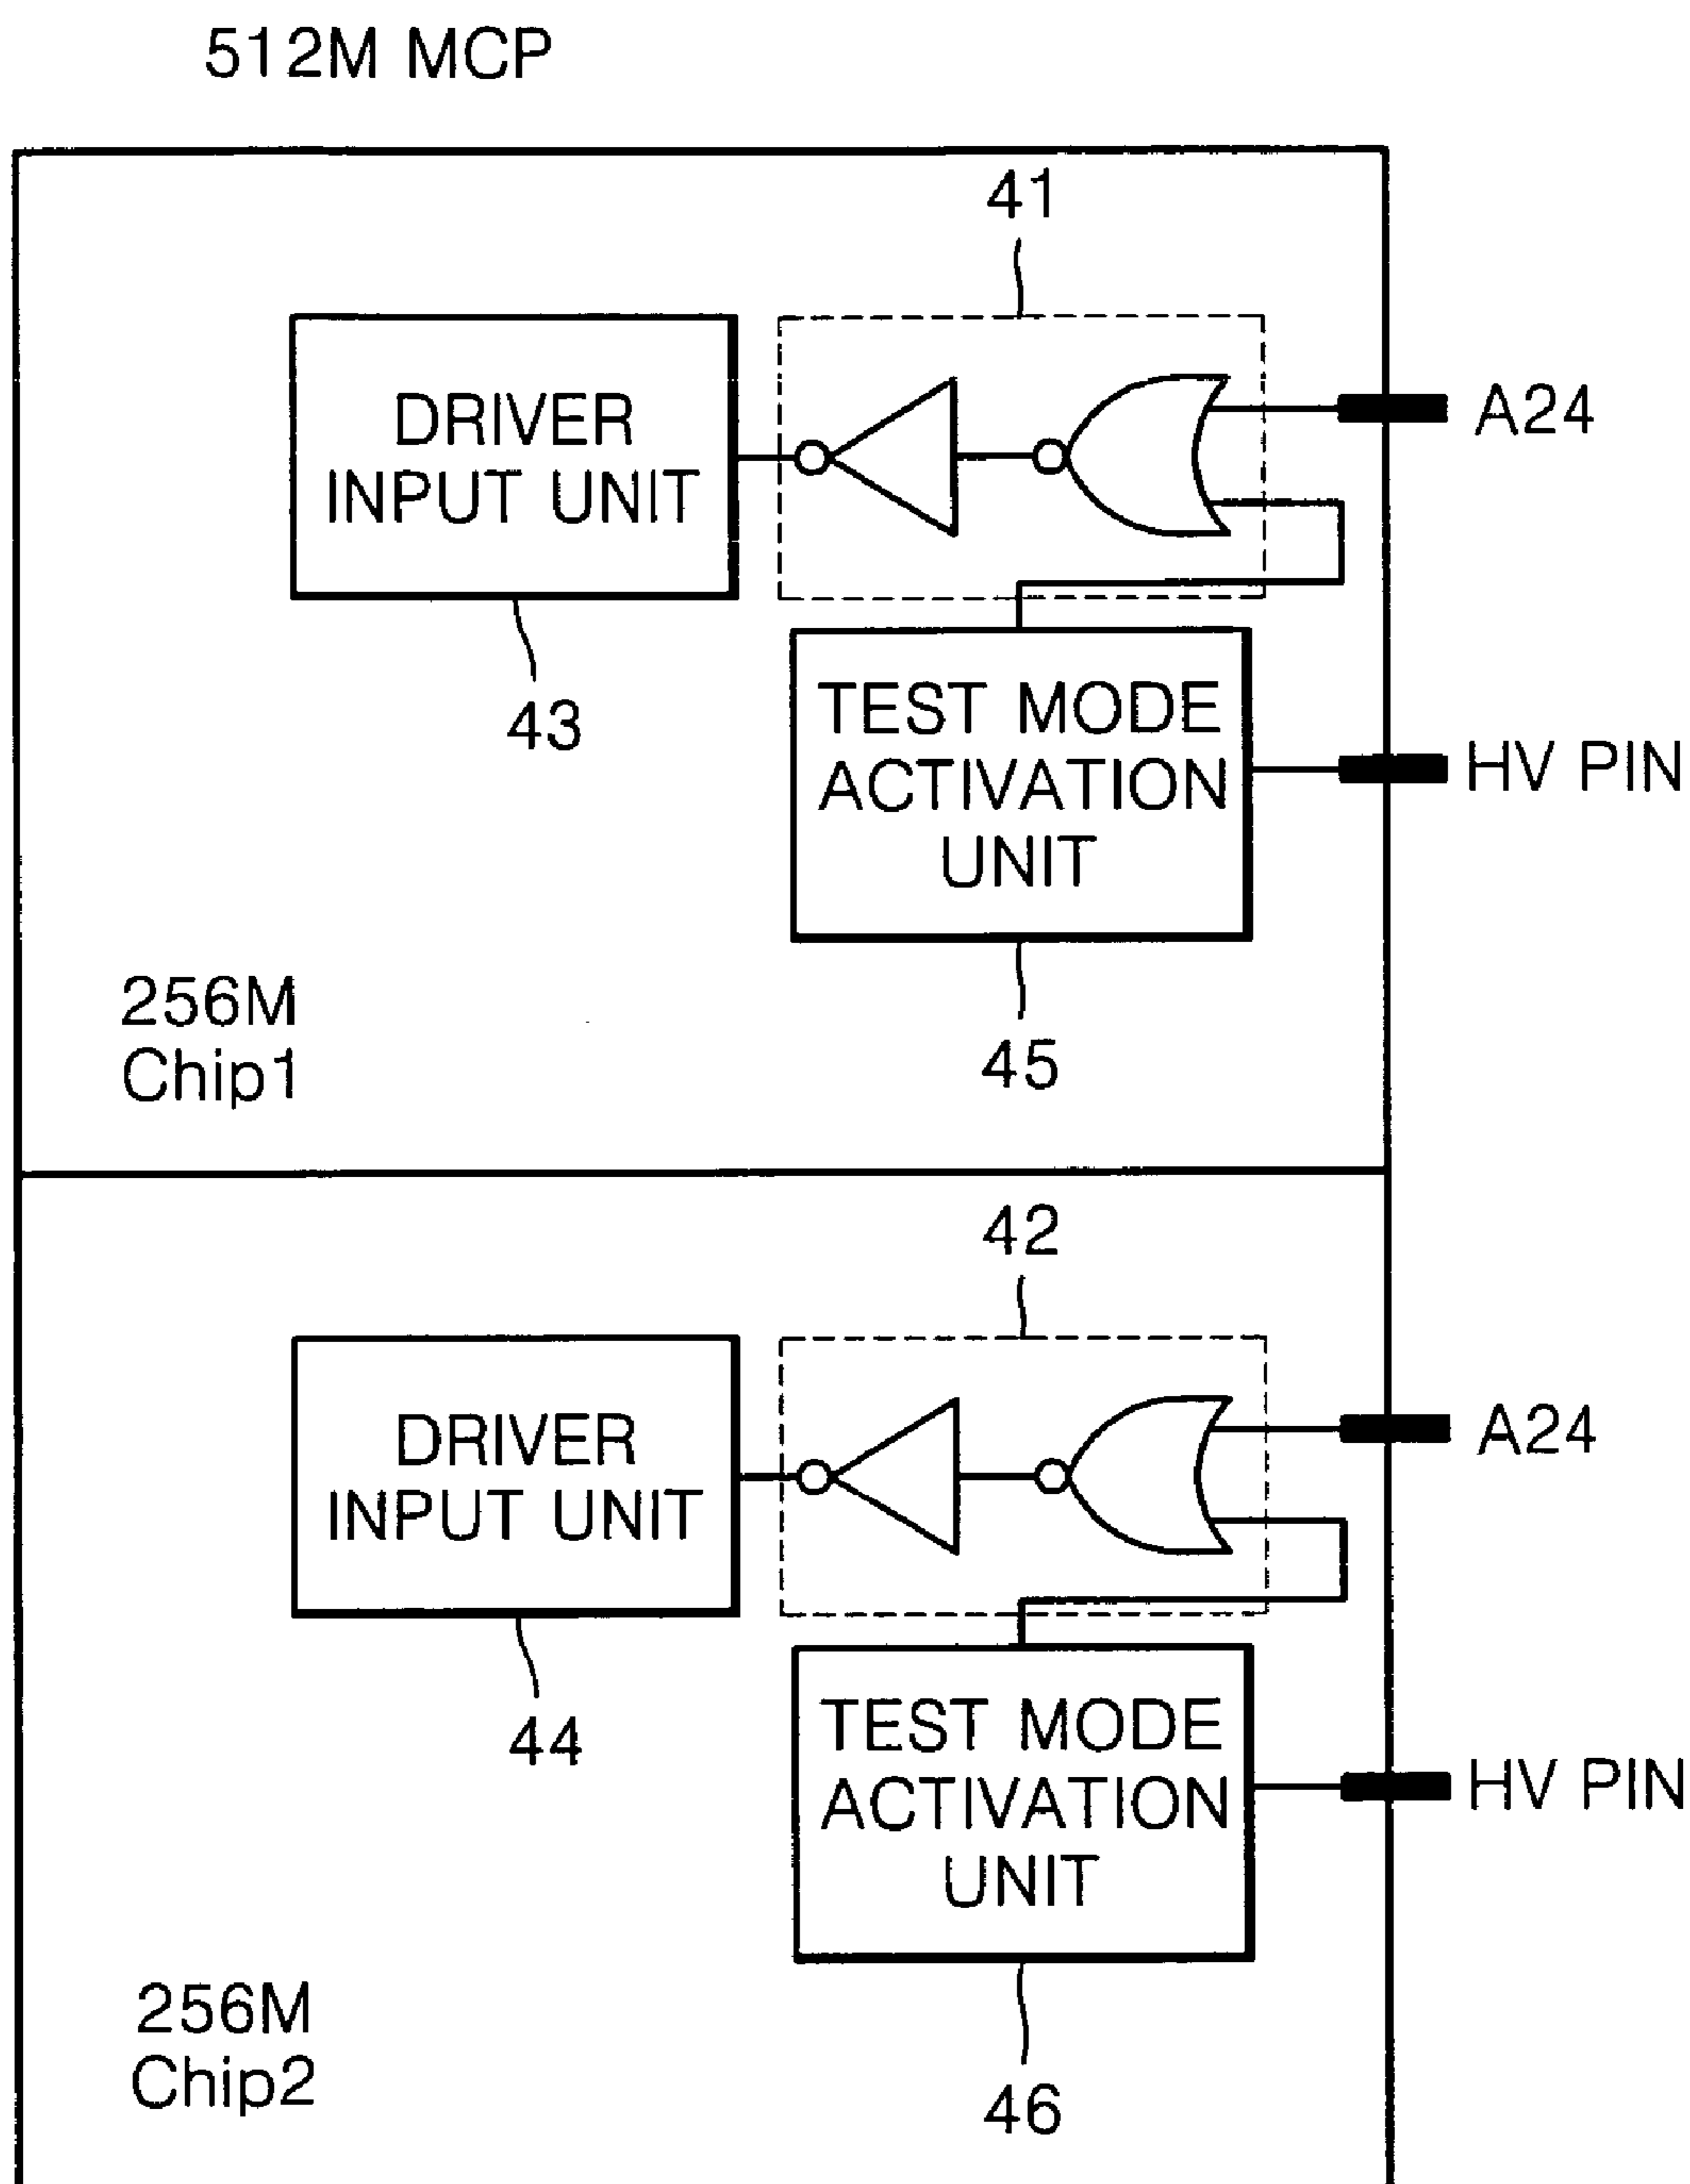 512M MCP
41
DRIVER
INPUT UNIT
A24
43
TEST MODE
ACTIVATION
UNIT
HV PIN
45
256M
Chip1
42
DRIVER
INPUT UNIT
A24
44
TEST MODE
ACTIVATION
UNIT
HV PIN
46
256M
Chip2